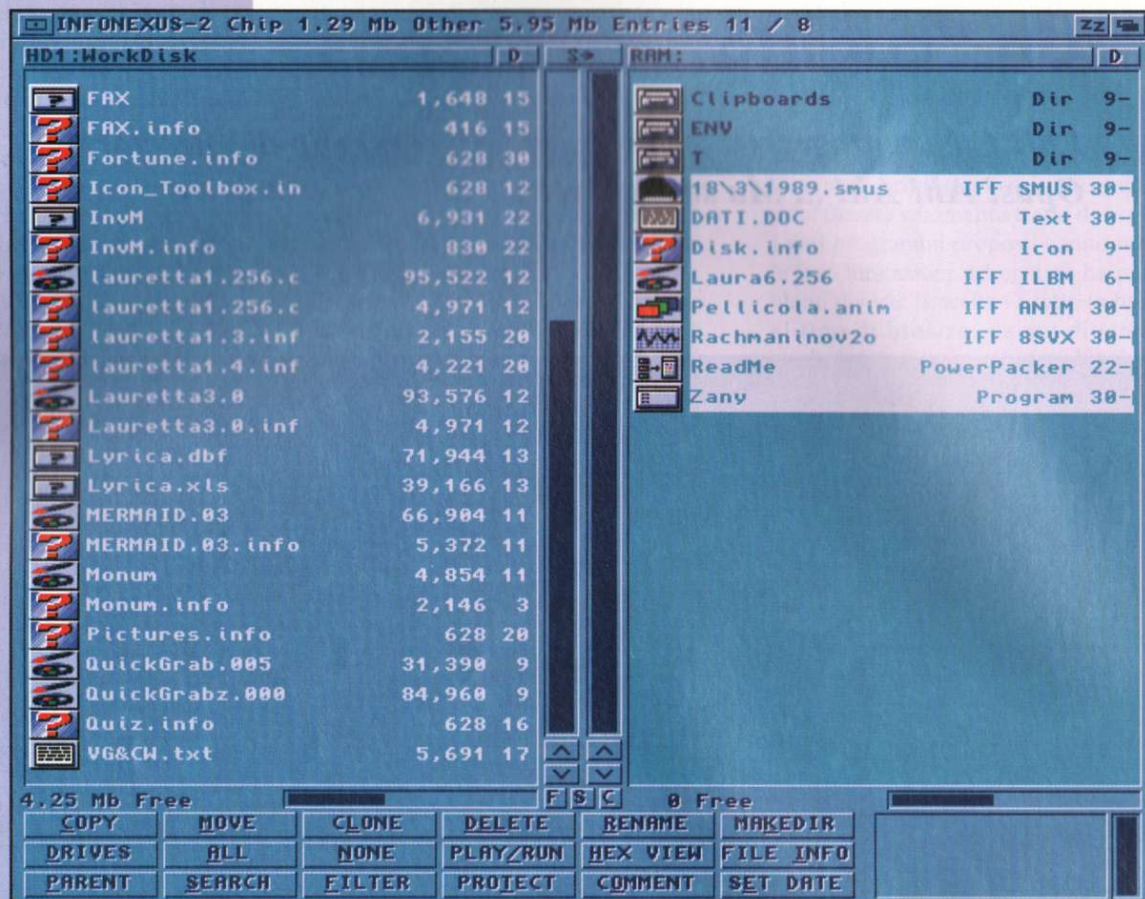 INFONEXUS-2 Chip 1.29 Mb Other 5.95 Mb Entries 11 / 8 Zz
HD1:WorkDisk D S→ RAM: D
FAX 1,648 15
FAX.info 416 15
Fortune.info 628 30
Icon_Toolbox.in 628 12
InvM 6,931 22
InvM.info 830 22
lauretta1.256.c 95,522 12
lauretta1.256.c 4,971 12
lauretta1.3.inf 2,155 20
lauretta1.4.inf 4,221 20
Lauretta3.0 93,576 12
Lauretta3.0.inf 4,971 12
Lyrica.dbf 71,944 13
Lyrica.xls 39,166 13
MERMAID.03 66,904 11
MERMAID.03.info 5,372 11
Monum 4,854 11
Monum.info 2,146 3
Pictures.info 628 20
QuickGrab.005 31,390 9
QuickGrabz.000 84,960 9
Quiz.info 628 16
VG&CW.txt 5,691 17
Clipboards Dir 9-
ENV Dir 9-
T Dir 9-
18\3\1989.smus IFF SMUS 30-
DATI.DOC Text 30-
Disk.info Icon 9-
Laura6.256 IFF ILBM 6-
Pellicola.anim IFF ANIM 30-
Rachmaninov2o IFF 8SVX 30-
ReadMe PowerPacker 22-
Zany Program 30-
4.25 Mb Free F S C 0 Free
COPY MOVE CLONE DELETE RENAME MAKEDIR
DRIVES ALL NONE PLAY/RUN HEX VIEW FILE INFO
PARENT SEARCH FILTER PROTECT COMMENT SET DATE